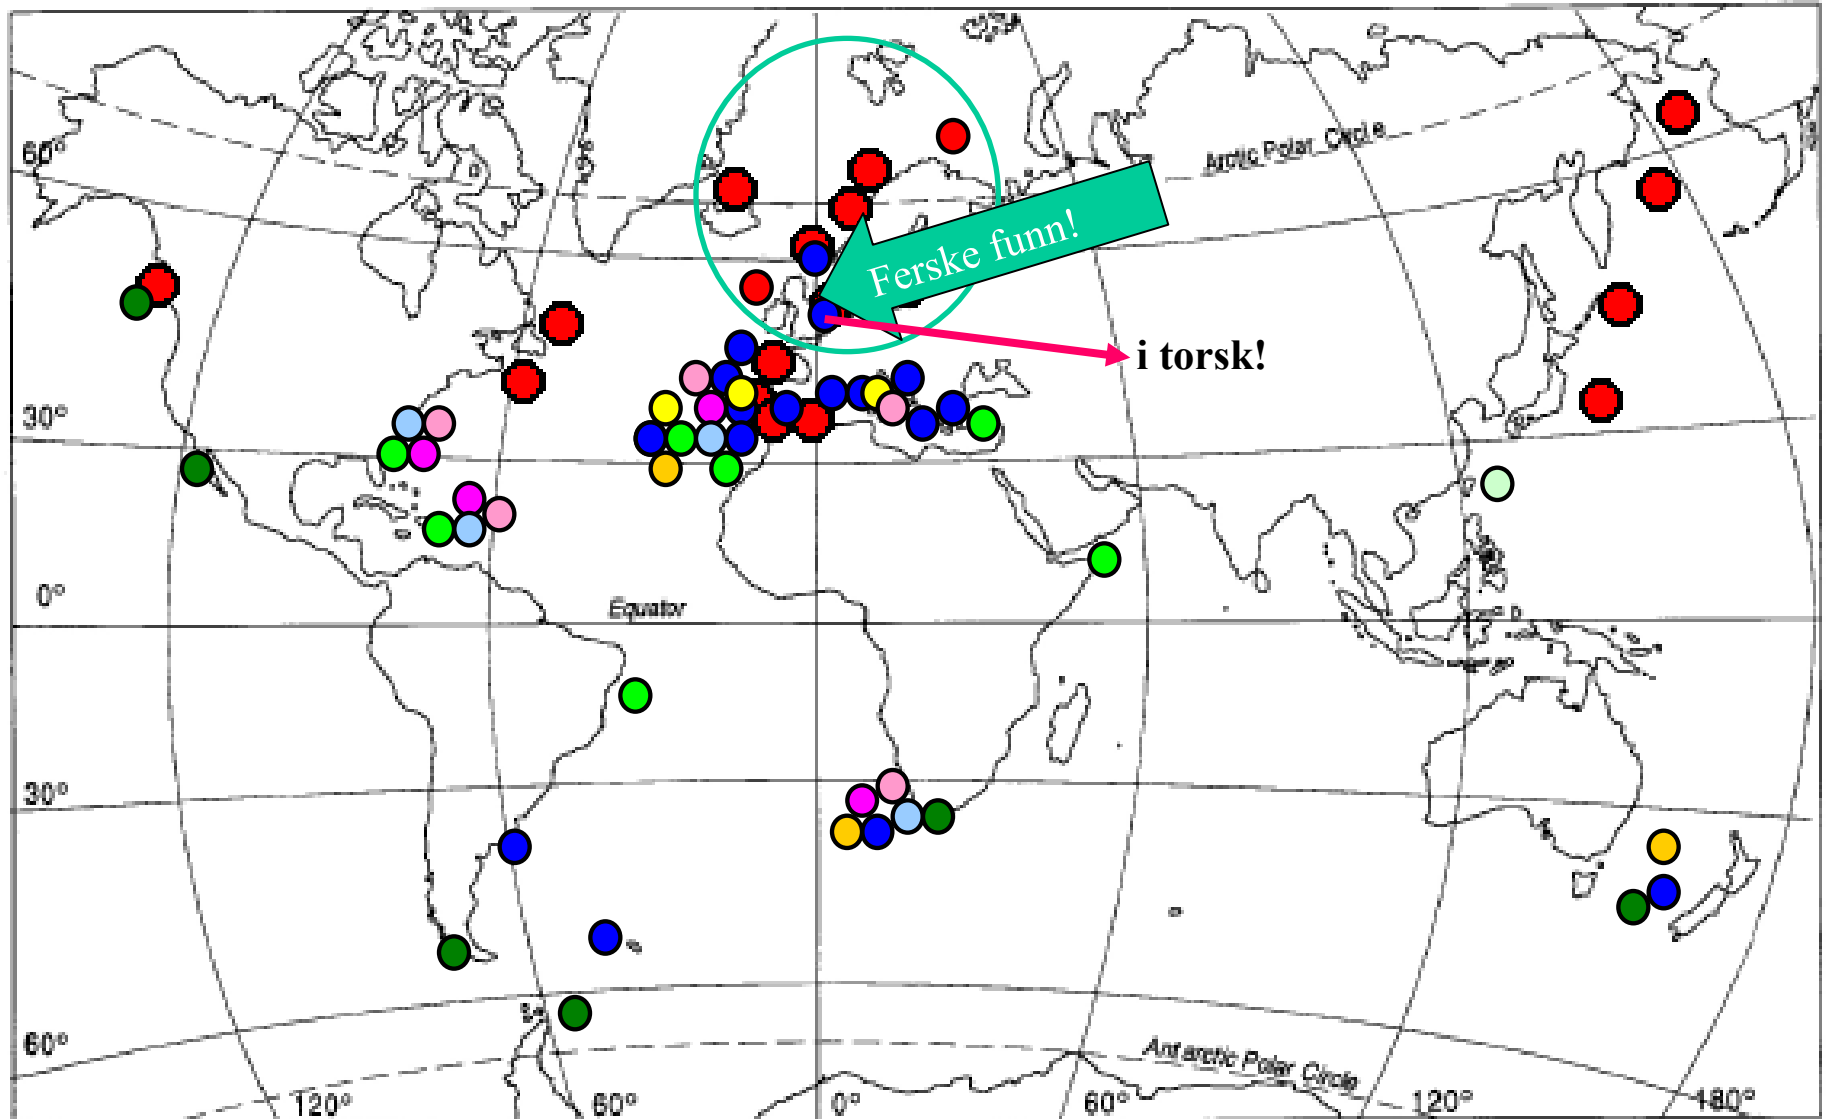 Arctic Polar Circle
60°
Ferske funn!
i torsk!
30°
0°
Equator
30°
60°
Antarctic Polar Circle
120°
60°
0°
60°
120°
180°